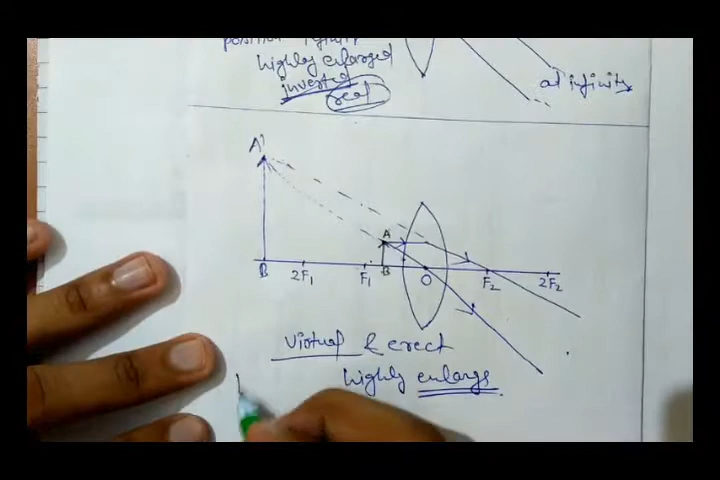 highly enlarged
inverted
real
at infinity
A'
A
B 2F₁ F₁ B O F₂ 2F₂
Virtual & erect
highly enlarge